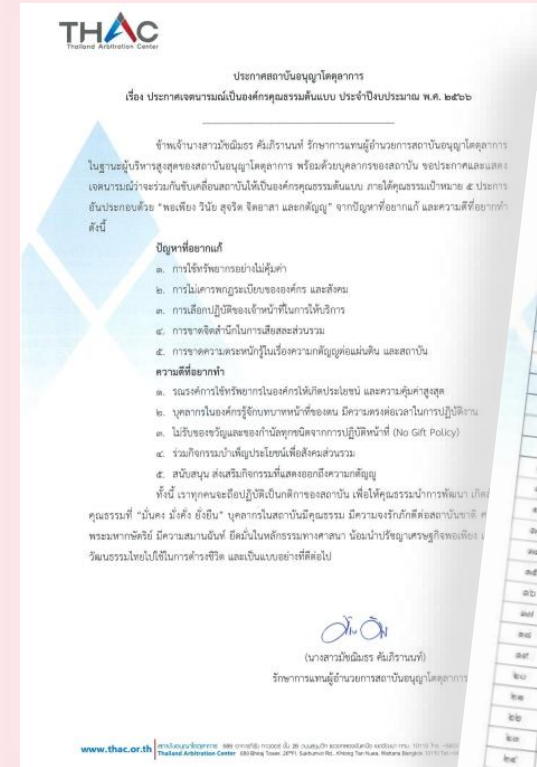 THAC
Thailand Arbitration Center
ประกาศสถาบันอนุญาโตตุลาการ
เรื่อง ประกาศเจตนารมณ์เป็นองค์กรคุณธรรมต้นแบบ ประจำปีงบประมาณ พ.ศ. ๒๕๖๖
ข้าพเจ้านางสาวมัชฌิมธร คัมภิรานนท์ รักษาการแทนผู้อำนวยการสถาบันอนุญาโตตุลาการ
ในฐานะผู้บริหารสูงสุดของสถาบันอนุญาโตตุลาการ พร้อมด้วยบุคลากรของสถาบัน ขอประกาศและแสดง
เจตนารมณ์ว่าจะร่วมกันขับเคลื่อนสถาบันให้เป็นองค์กรคุณธรรมต้นแบบ ภายใต้คุณธรรมเป้าหมาย ๕ ประการ
อันประกอบด้วย “พอเพียง วินัย สุจริต จิตอาสา และกตัญญู” จากปัญหาที่อยากแก้ และความดีที่อยากทำ
ดังนี้
ปัญหาที่อยากแก้
๑. การใช้ทรัพยากรอย่างไม่คุ้มค่า
๒. การไม่เคารพกฎระเบียบขององค์กร และสังคม
๓. การเลือกปฏิบัติของเจ้าหน้าที่ในการให้บริการ
๔. การขาดจิตสำนึกในการเสียสละส่วนรวม
๕. การขาดความตระหนักรู้ในเรื่องความกตัญญูต่อแผ่นดิน และสถาบัน
ความดีที่อยากทำ
๑. รณรงค์การใช้ทรัพยากรในองค์กรให้เกิดประโยชน์ และความคุ้มค่าสูงสุด
๒. บุคลากรในองค์กรรู้จักบทบาทหน้าที่ของตน มีความตรงต่อเวลาในการปฏิบัติงาน
๓. ไม่รับของขวัญและของกำนัลทุกชนิดจากการปฏิบัติหน้าที่ (No Gift Policy)
๔. ร่วมกิจกรรมบำเพ็ญประโยชน์เพื่อสังคมส่วนรวม
๕. สนับสนุน ส่งเสริมกิจกรรมที่แสดงออกถึงความกตัญญู
ทั้งนี้ เราทุกคนจะถือปฏิบัติเป็นกติกาของสถาบัน เพื่อให้คุณธรรมนำการพัฒนา เกิด
คุณธรรมที่ “มั่นคง มั่งคั่ง ยั่งยืน” บุคลากรในสถาบันมีคุณธรรม มีความจงรักภักดีต่อสถาบันชาติ
พระมหากษัตริย์ มีความสมานฉันท์ ยึดมั่นในหลักธรรมทางศาสนา น้อมนำปรัชญาเศรษฐกิจพอเพียง
วัฒนธรรมไทยไปใช้ในการดำรงชีวิต และเป็นแบบอย่างที่ดีต่อไป
(นางสาวมัชฌิมธร คัมภิรานนท์)
รักษาการแทนผู้อำนวยการสถาบันอนุญาโตตุลาการ
www.thac.or.th
Thailand Arbitration Center
๑๘
๑๙
๒๐
๒๑
๒๒
๒๓
๒๔